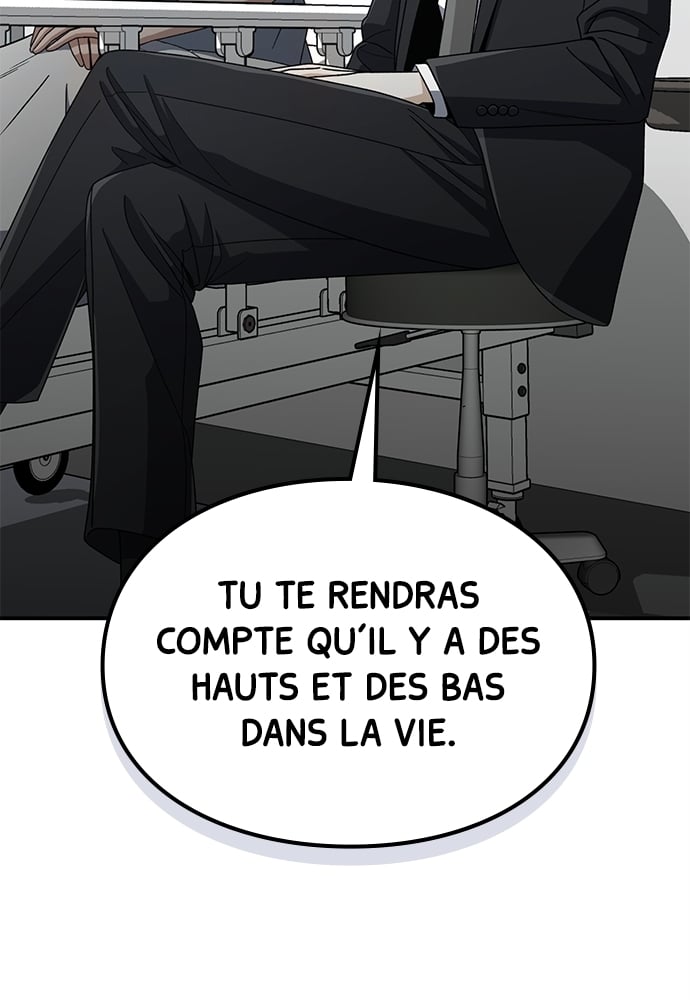 TU TE RENDRAS
COMPTE QU'IL Y A DES
HAUTS ET DES BAS
DANS LA VIE.